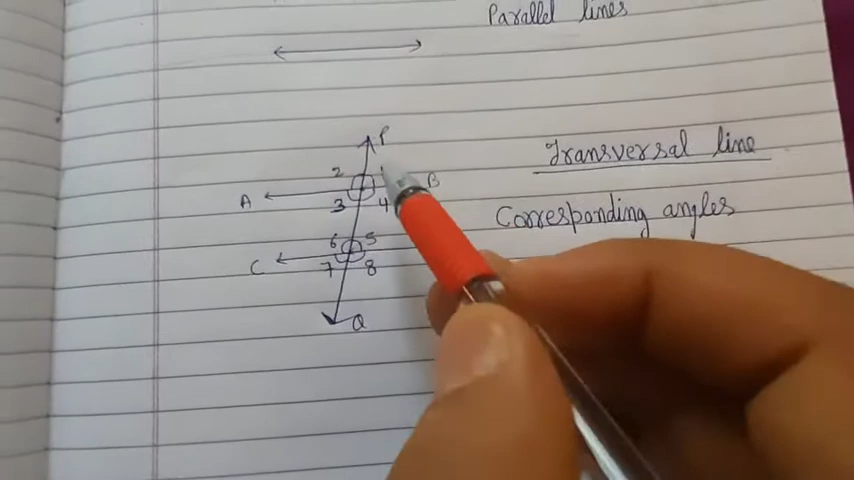 Parallel lines
P
Transversal line
2 1
A B
3 4
Corresponding angles
6 5
C
7 8
Q